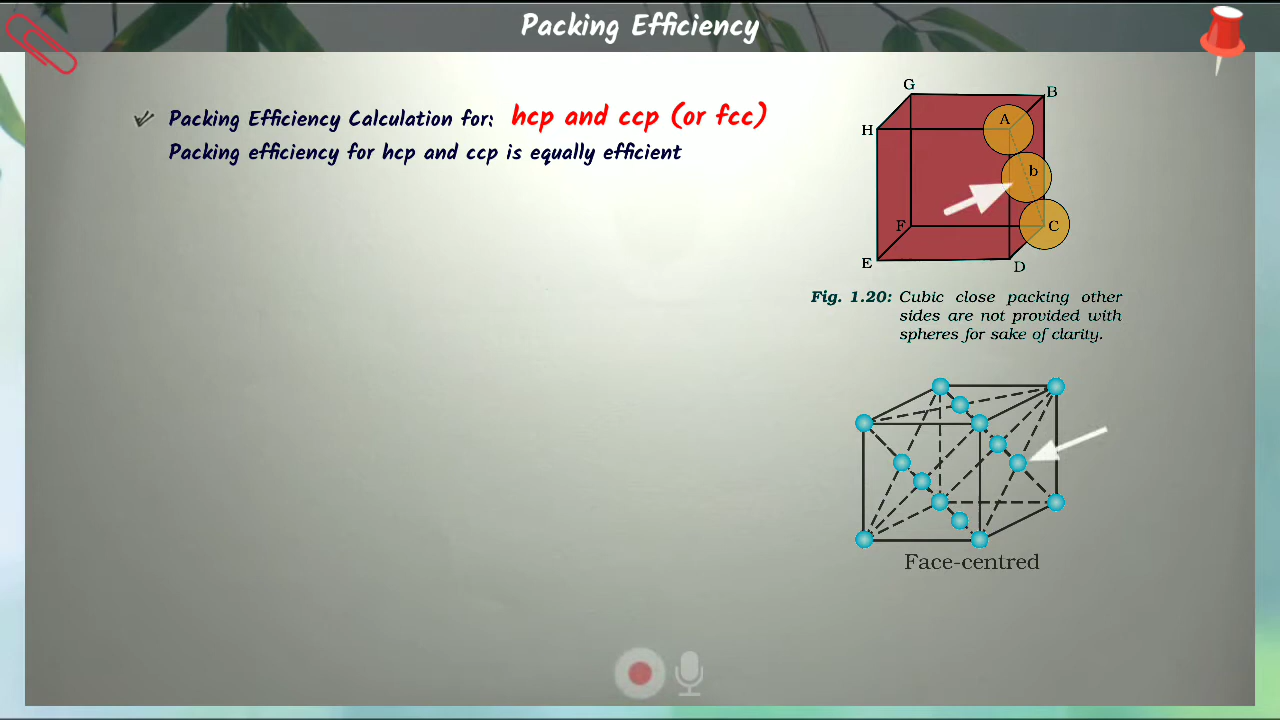 Packing Efficiency
Packing Efficiency Calculation for: hcp and ccp (or fcc)
Packing efficiency for hcp and ccp is equally efficient
G
B
A
H
b
F
C
E
D
Fig. 1.20: Cubic close packing other
sides are not provided with
spheres for sake of clarity.
Face-centred